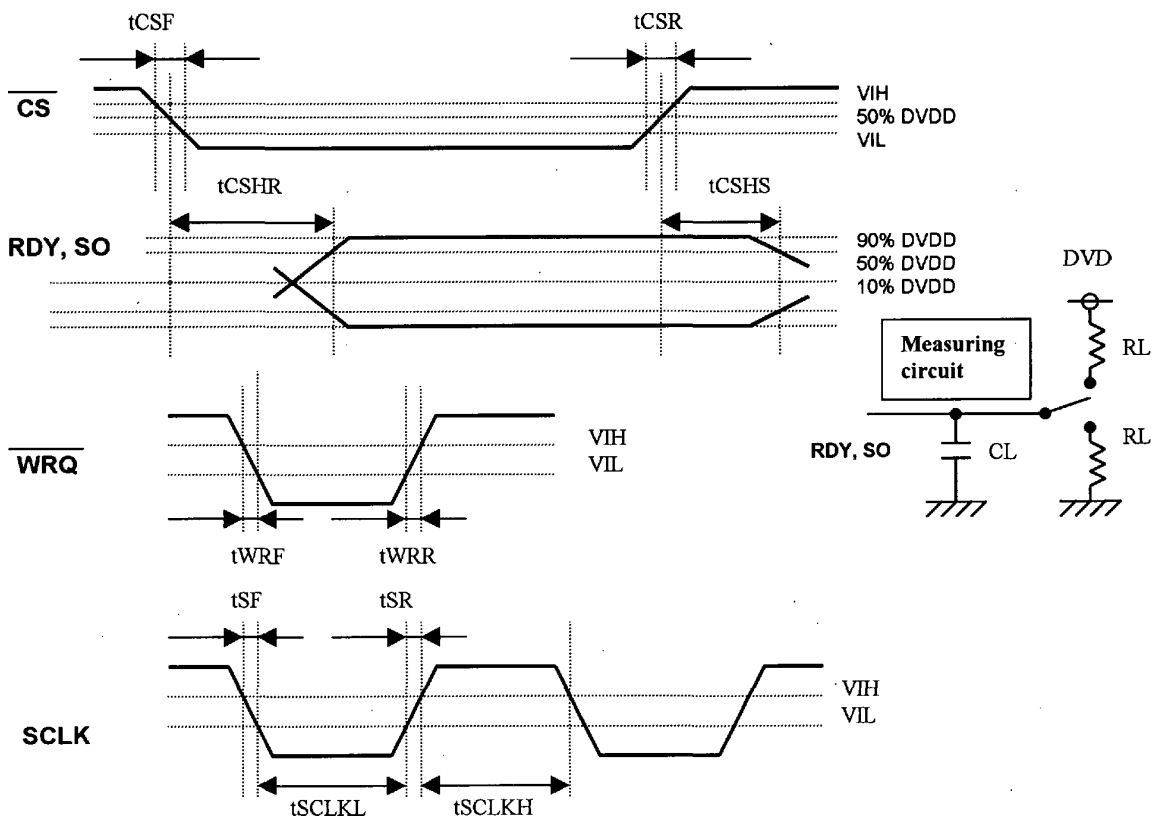 tCSF
tCSR
CS
VIH
50% DVDD
VIL
tCSHR
tCSHS
RDY, SO
90% DVDD
50% DVDD
10% DVDD
DVD
Measuring
circuit
RL
RDY, SO
CL
RL
WRQ
VIH
VIL
tWRF
tWRR
tSF
tSR
SCLK
VIH
VIL
tSCLKL
tSCLKH